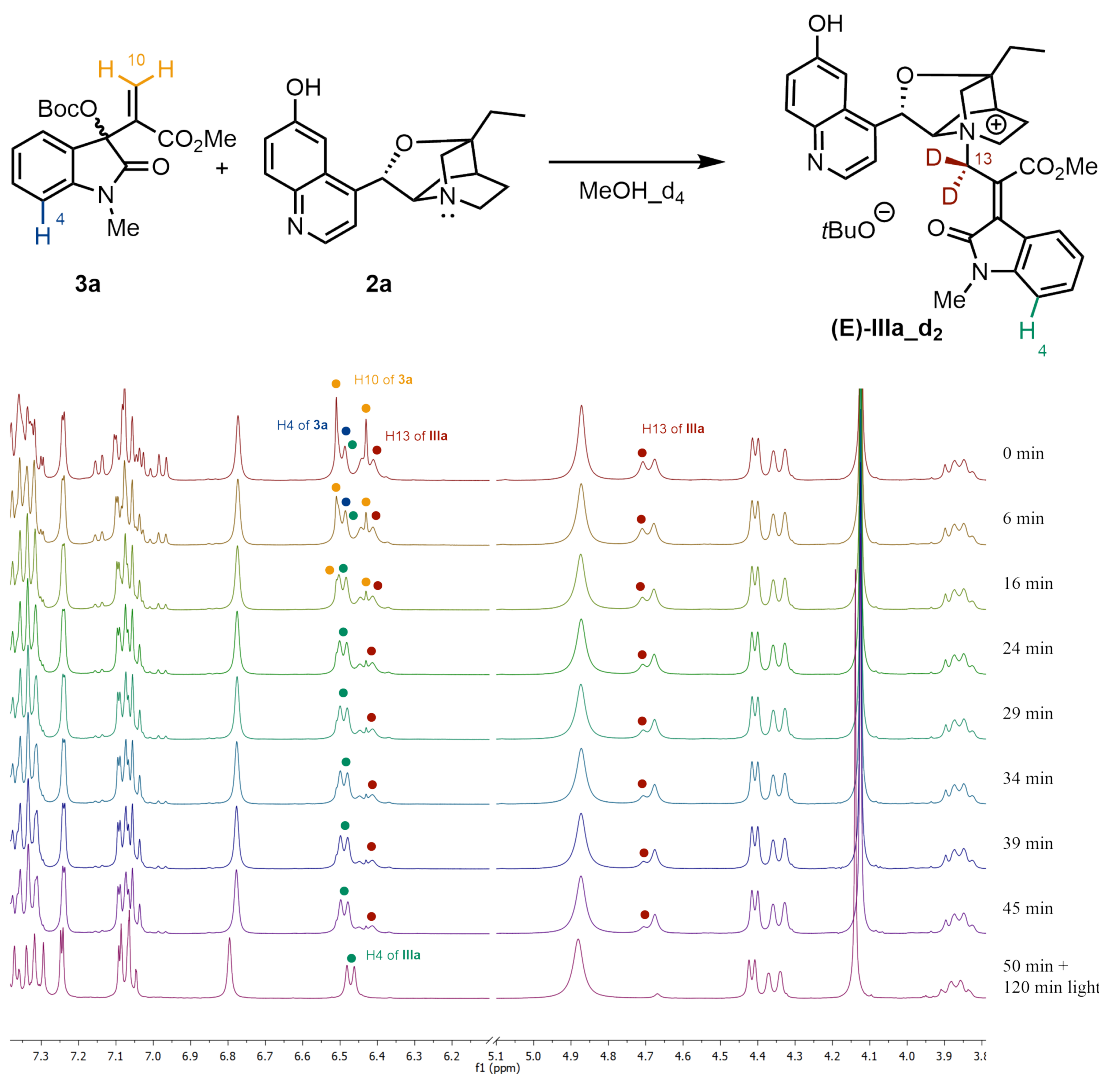 OH
10
H H
BocO
CO2Me
O
N
Me
4
H
3a
+
OH
O
N
N
2a
MeOH_d4
OH
O
N
N
+
D 13
D
CO2Me
tBuO⊖
O
N
Me
H
4
(E)-IIIa_d2
H10 of 3a
H4 of 3a
H13 of IIIa
H13 of IIIa
0 min
6 min
16 min
24 min
29 min
34 min
39 min
45 min
H4 of IIIa
50 min +
120 min light
7.3 7.2 7.1 7.0 6.9 6.8 6.7 6.6 6.5 6.4 6.3 6.2 5.1 5.0 4.9 4.8 4.7 4.6 4.5 4.4 4.3 4.2 4.1 4.0 3.9 3.8
f1 (ppm)